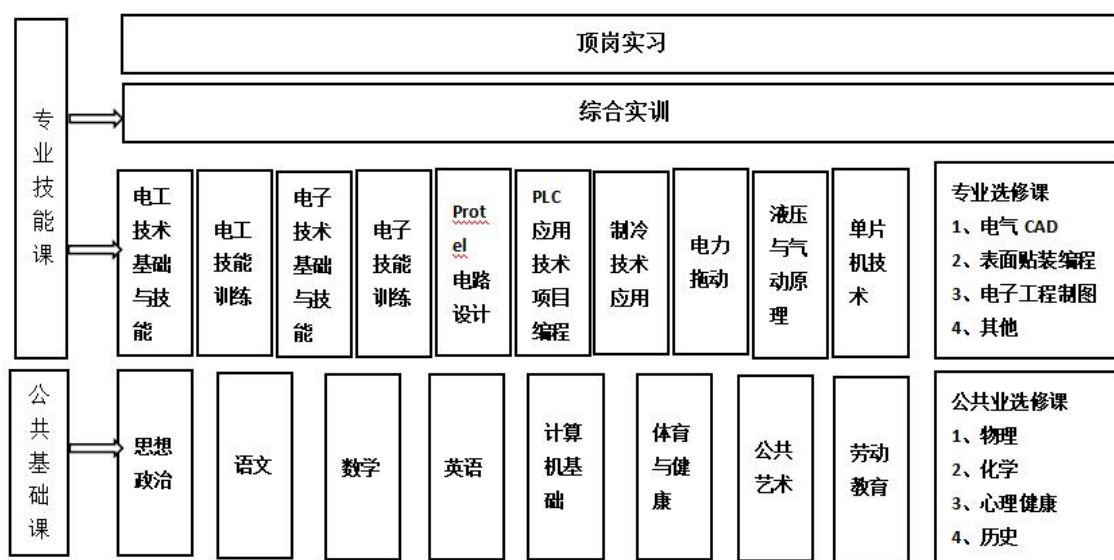 顶岗实习
综合实训
专业技能课
电工
技术
基础
与技
能
电工
技能
训练
电子
技术
基础
与技
能
电子
技能
训练
Prot
el
电路
设计
PLC
应用
技术
项目
编程
制冷
技术
应用
电力
拖动
液压
与气
动原
理
单片
机技
术
专业选修课
1、电气 CAD
2、表面贴装编程
3、电子工程制图
4、其他
公共基础课
思想
政治
语文
数学
英语
计算
机基
础
体育
与健
康
公共
艺术
劳动
教育
公共业选修课
1、物理
2、化学
3、心理健康
4、历史